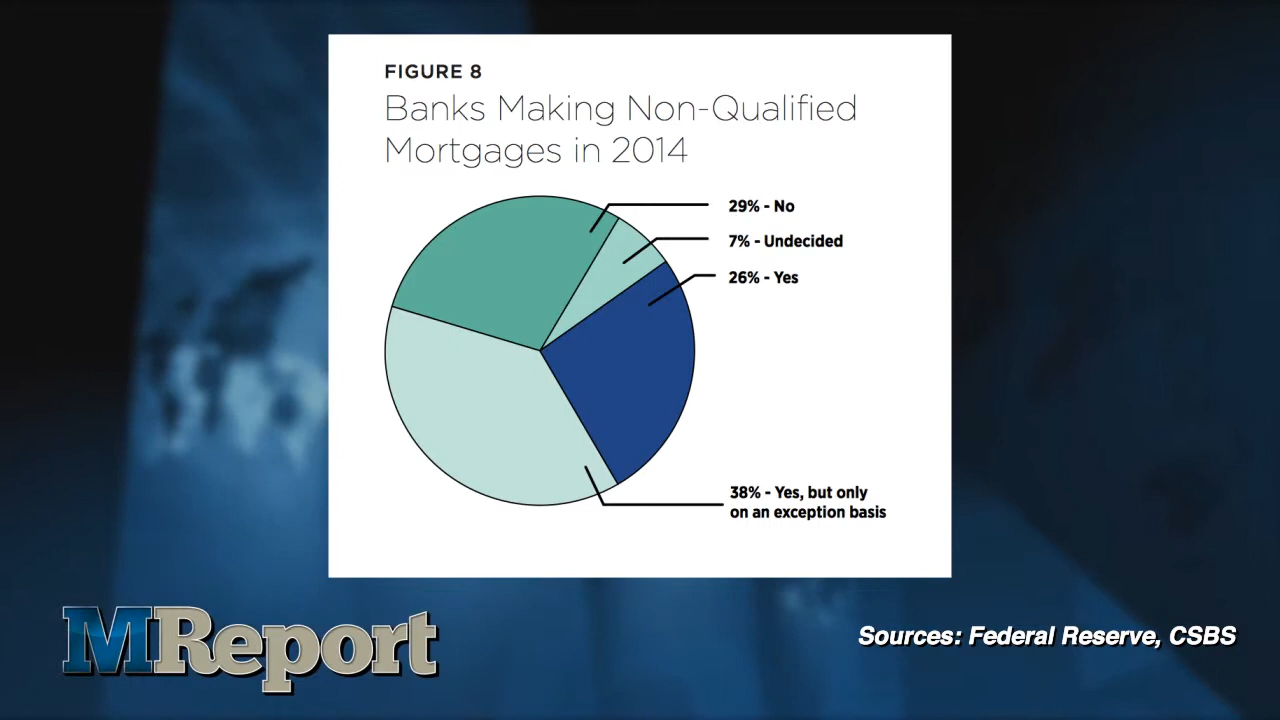 FIGURE 8
Banks Making Non-Qualified
Mortgages in 2014
29% - No
7% - Undecided
26% - Yes
38% - Yes, but only
on an exception basis
MReport
Sources: Federal Reserve, CSBS